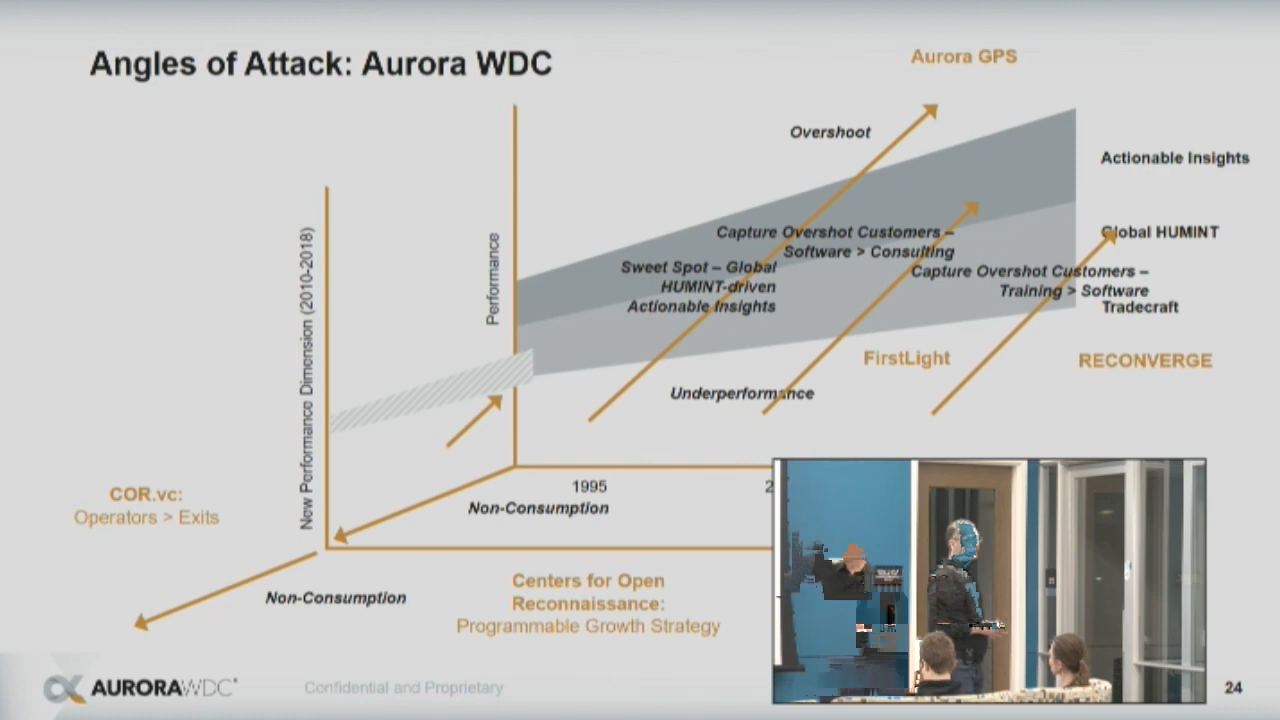 Angles of Attack: Aurora WDC
Aurora GPS
Overshoot
Actionable Insights
Capture Overshot Customers –
Software > Consulting
Global HUMINT
Sweet Spot – Global
HUMINT-driven
Actionable Insights
Capture Overshot Customers –
Training > Software
Tradecraft
Performance
New Performance Dimension (2010-2018)
FirstLight
RECONVERGE
Underperformance
1995
2
Non-Consumption
COR.vc:
Operators > Exits
Non-Consumption
Centers for Open
Reconnaissance:
Programmable Growth Strategy
AURORAWDC
Confidential and Proprietary
24